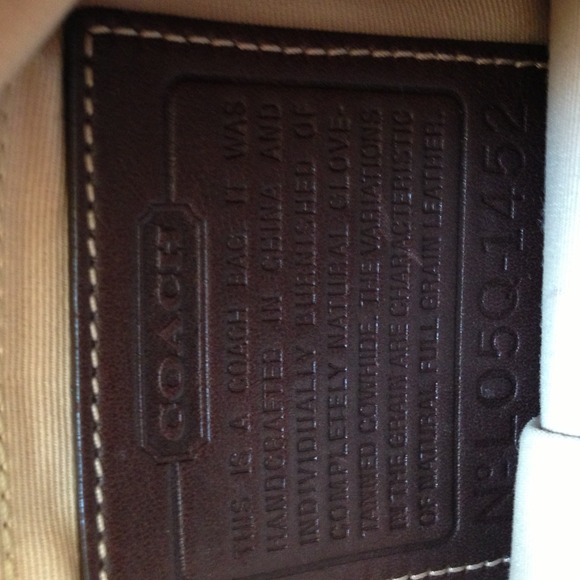 COACH
THIS IS A COACH BAG. IT WAS
HANDCRAFTED IN CHINA AND
INDIVIDUALLY BURNISHED OF
COMPLETELY NATURAL GLOVE-
TANNED COWHIDE. THE VARIATIONS
IN THE GRAIN ARE CHARACTERISTIC
OF NATURAL, FULL GRAIN LEATHER.
Nº L05Q-1452